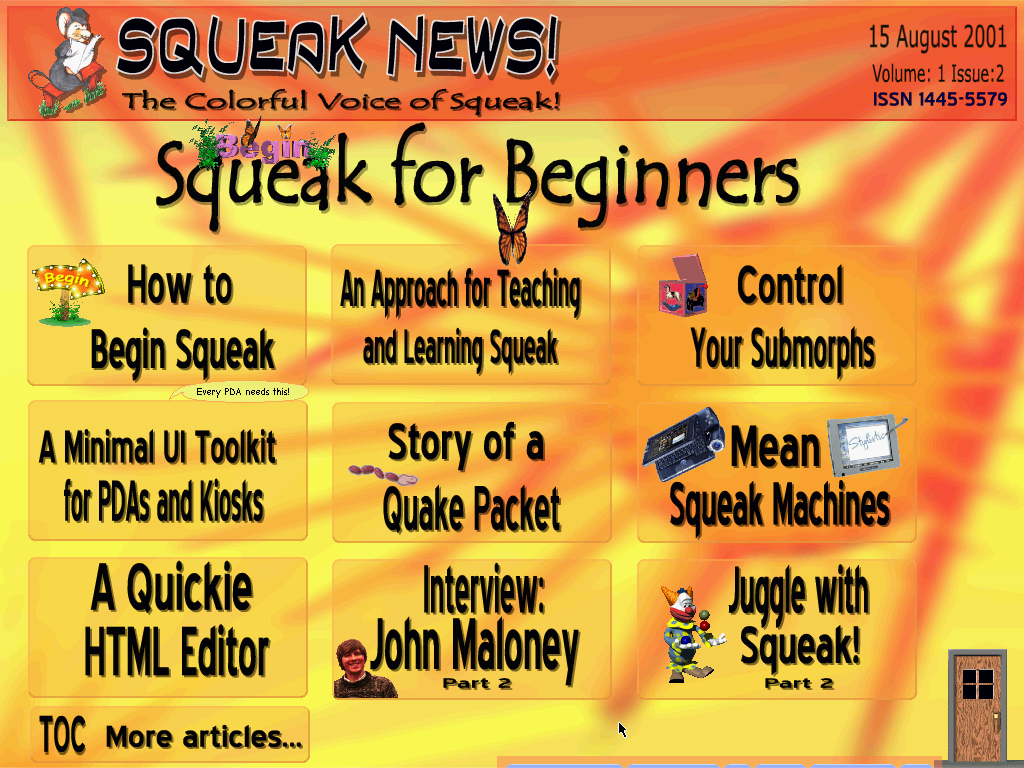 SQUEAK NEWS!
The Colorful Voice of Squeak!
15 August 2001
Volume: 1 Issue:2
ISSN 1445-5579
Begin
Squeak for Beginners
Begin
How to
Begin Squeak
An Approach for Teaching
and Learning Squeak
Control
Your Submorphs
Every PDA needs this!
A Minimal UI Toolkit
for PDAs and Kiosks
Story of a
Quake Packet
Mean
Stylistic
Squeak Machines
A Quickie
HTML Editor
Interview:
John Maloney
Part 2
Juggle with
Squeak!
Part 2
TOC More articles...